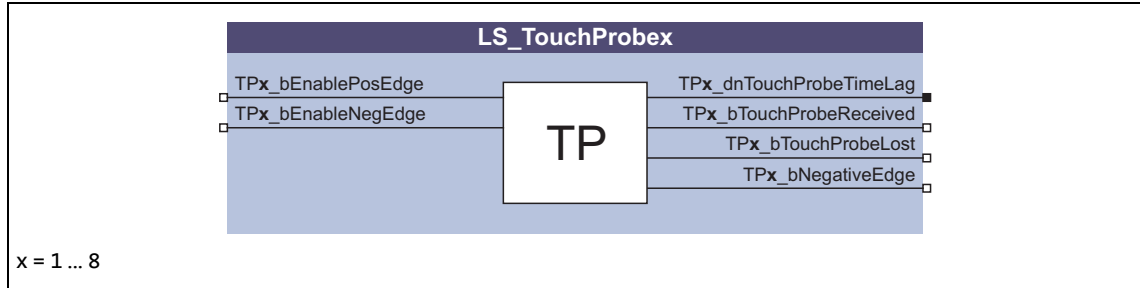 LS_TouchProbex
TPx_bEnablePosEdge
TPx_bEnableNegEdge
TP
TPx_dnTouchProbeTimeLag
TPx_bTouchProbeReceived
TPx_bTouchProbeLost
TPx_bNegativeEdge
x = 1 ... 8